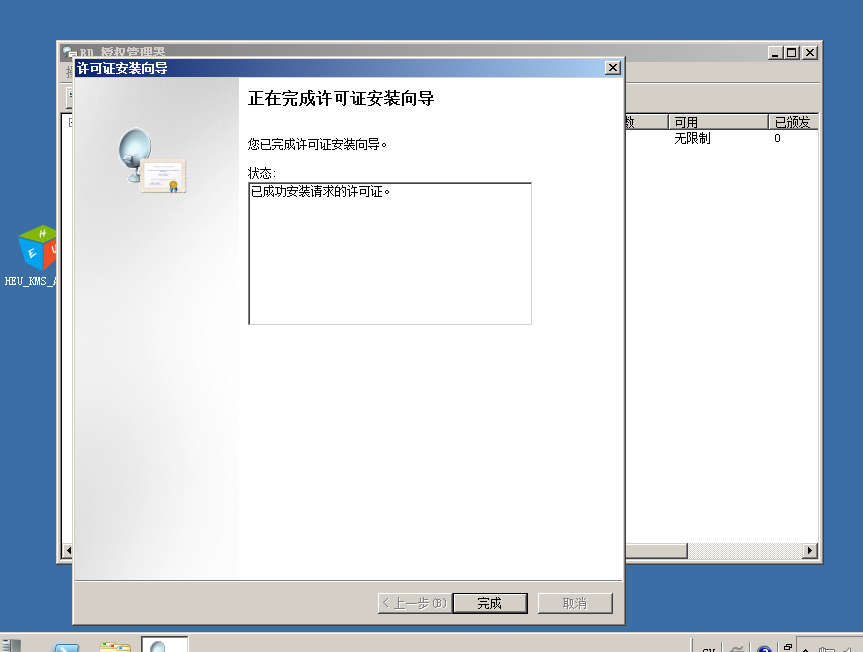 RD 授权管理器
许可证安装向导
正在完成许可证安装向导
您已完成许可证安装向导。
状态:
已成功安装请求的许可证。
数 可用 已颁发
无限制 0
HEU_KMS_A
< 上一步(B) 完成 取消